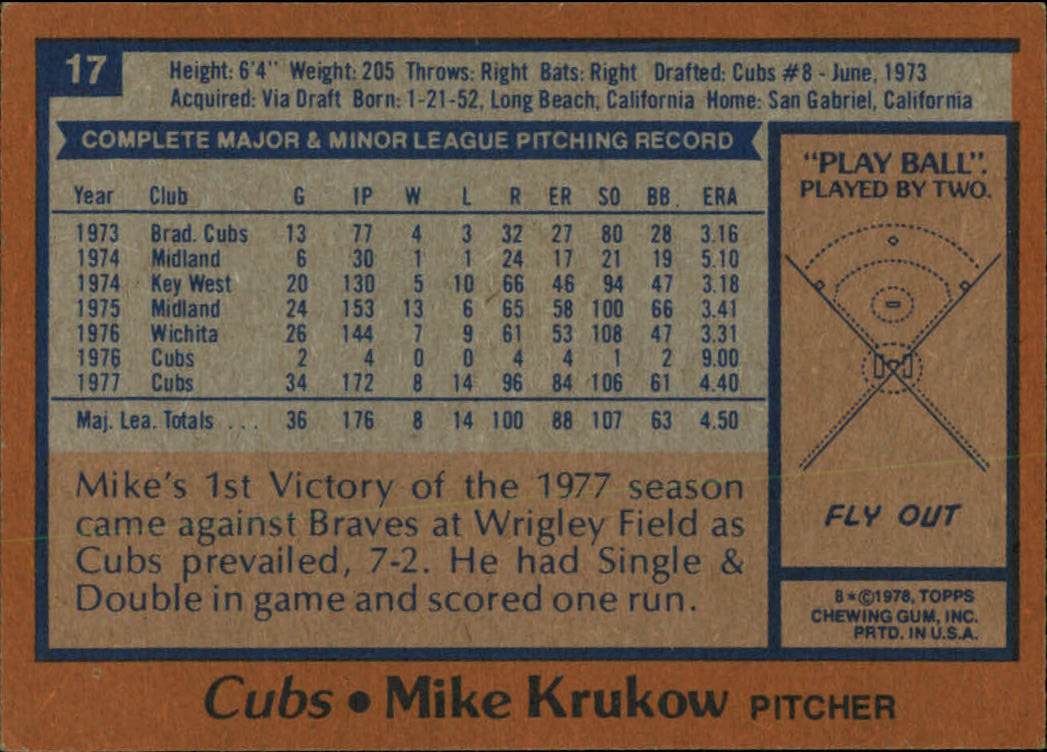 17
Height: 6'4" Weight: 205 Throws: Right Bats: Right Drafted: Cubs #8 - June, 1973
Acquired: Via Draft Born: 1-21-52, Long Beach, California Home: San Gabriel, California
COMPLETE MAJOR & MINOR LEAGUE PITCHING RECORD
Year Club G IP W L R ER SO BB. ERA
1973 Brad. Cubs 13 77 4 3 32 27 80 28 3.16
1974 Midland 6 30 1 1 24 17 21 19 5.10
1974 Key West 20 130 5 10 66 46 94 47 3.18
1975 Midland 24 153 13 6 65 58 100 66 3.41
1976 Wichita 26 144 7 9 61 53 108 47 3.31
1976 Cubs 2 4 0 0 4 4 1 2 9.00
1977 Cubs 34 172 8 14 96 84 106 61 4.40
Maj. Lea. Totals ... 36 176 8 14 100 88 107 63 4.50
Mike's 1st Victory of the 1977 season
came against Braves at Wrigley Field as
Cubs prevailed, 7-2. He had Single &
Double in game and scored one run.
"PLAY BALL".
PLAYED BY TWO.
FLY OUT
B*©1978, TOPPS
CHEWING GUM, INC.
PRTD. IN U.S.A.
Cubs • Mike Krukow PITCHER